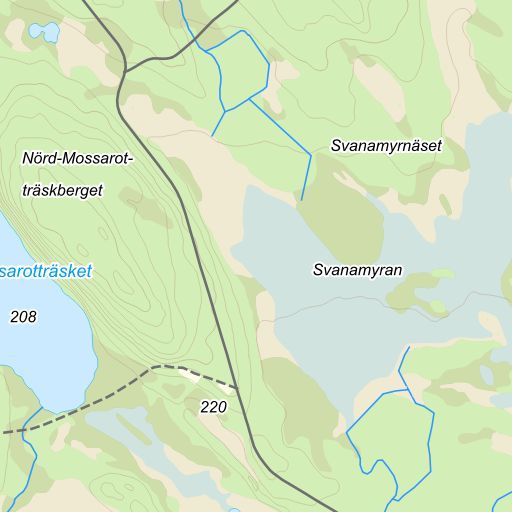 Svanamyrnäset
Nörd-Mossarot-
träskberget
sarotträsket
Svanamyran
208
220